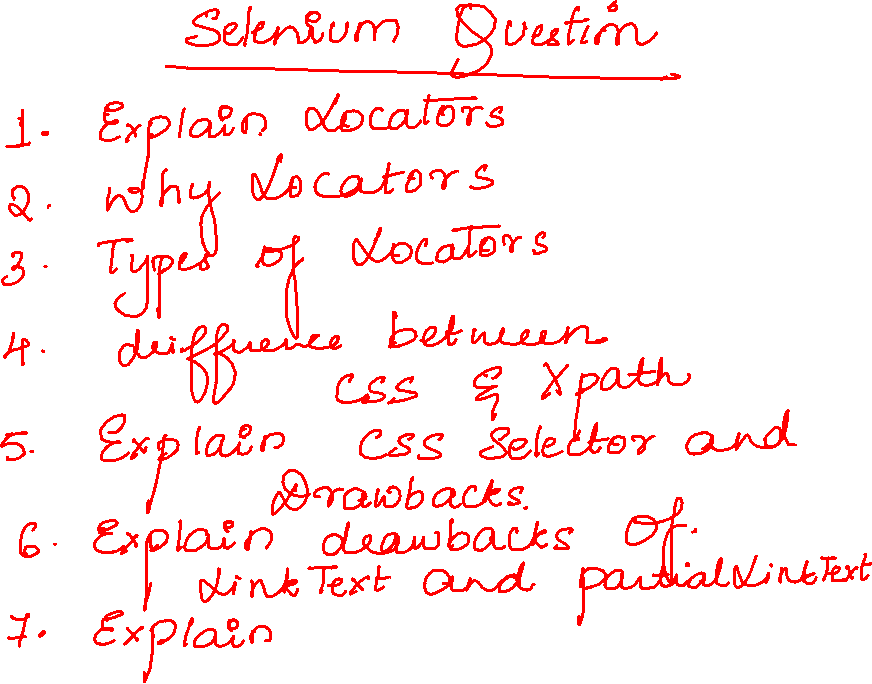 Selenium Question
1. Explain Locators
2. Why Locators
3. Types of Locators
4. difference between
CSS & Xpath
5. Explain CSS Selector and
Drawbacks.
6. Explain drawbacks of.
LinkText and partialLinkText
7. Explain